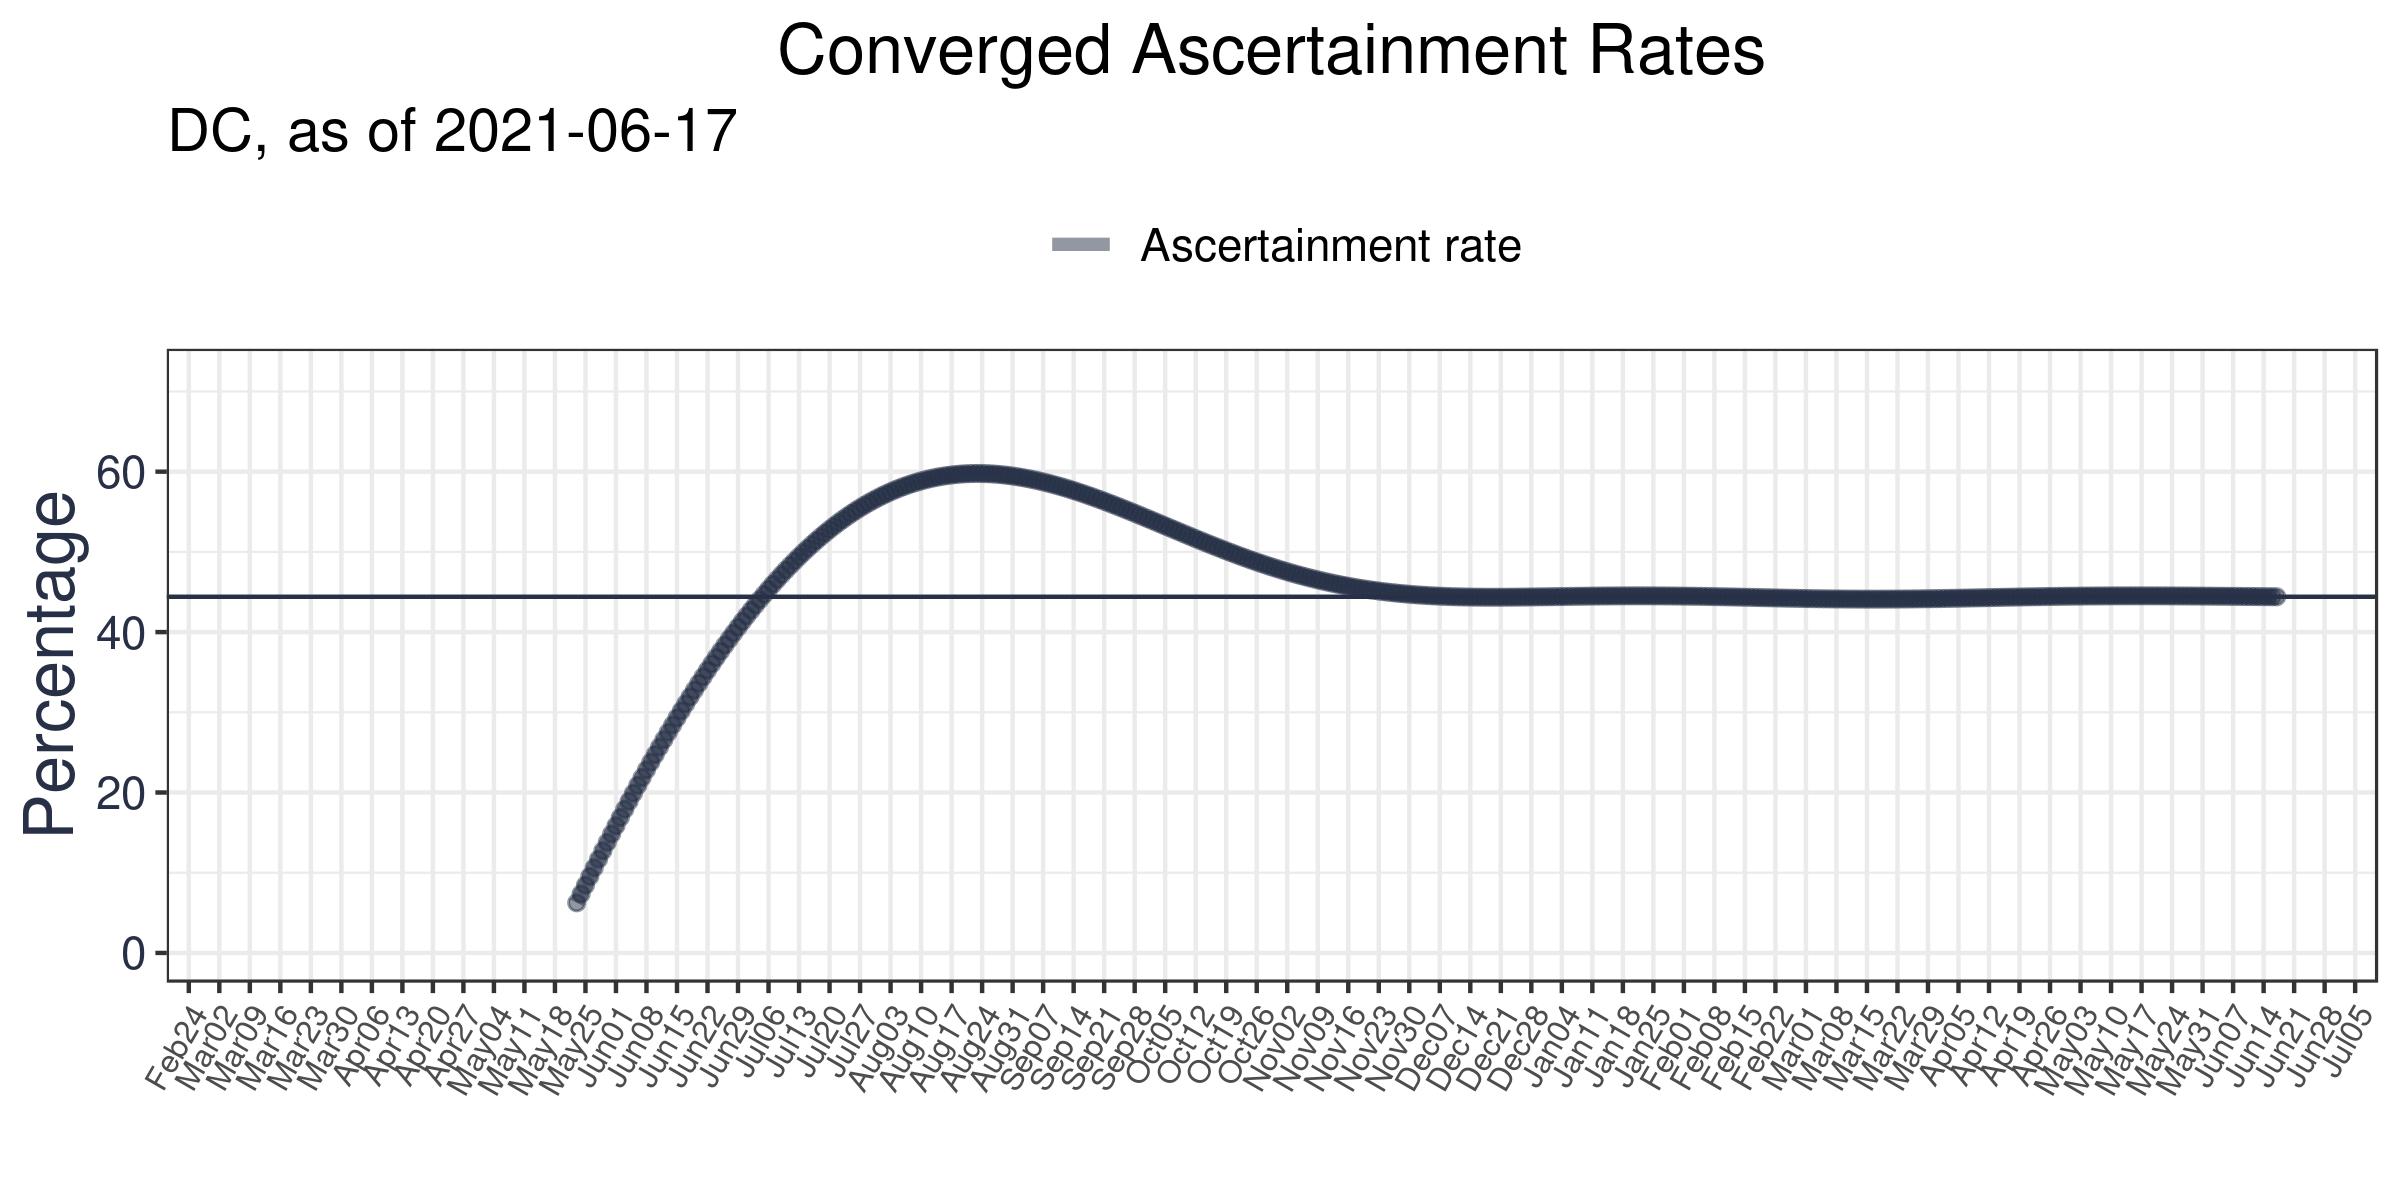 Converged Ascertainment Rates
DC, as of 2021-06-17
Ascertainment rate
Percentage
60
40
20
0
Feb24
Mar02
Mar09
Mar16
Mar23
Mar30
Apr06
Apr13
Apr20
Apr27
May04
May11
May18
May25
Jun01
Jun08
Jun15
Jun22
Jun29
Jul06
Jul13
Jul20
Jul27
Aug03
Aug10
Aug17
Aug24
Aug31
Sep07
Sep14
Sep21
Sep28
Oct05
Oct12
Oct19
Oct26
Nov02
Nov09
Nov16
Nov23
Nov30
Dec07
Dec14
Dec21
Dec28
Jan04
Jan11
Jan18
Jan25
Feb01
Feb08
Feb15
Feb22
Mar01
Mar08
Mar15
Mar22
Mar29
Apr05
Apr12
Apr19
Apr26
May03
May10
May17
May24
May31
Jun07
Jun14
Jun21
Jun28
Jul05